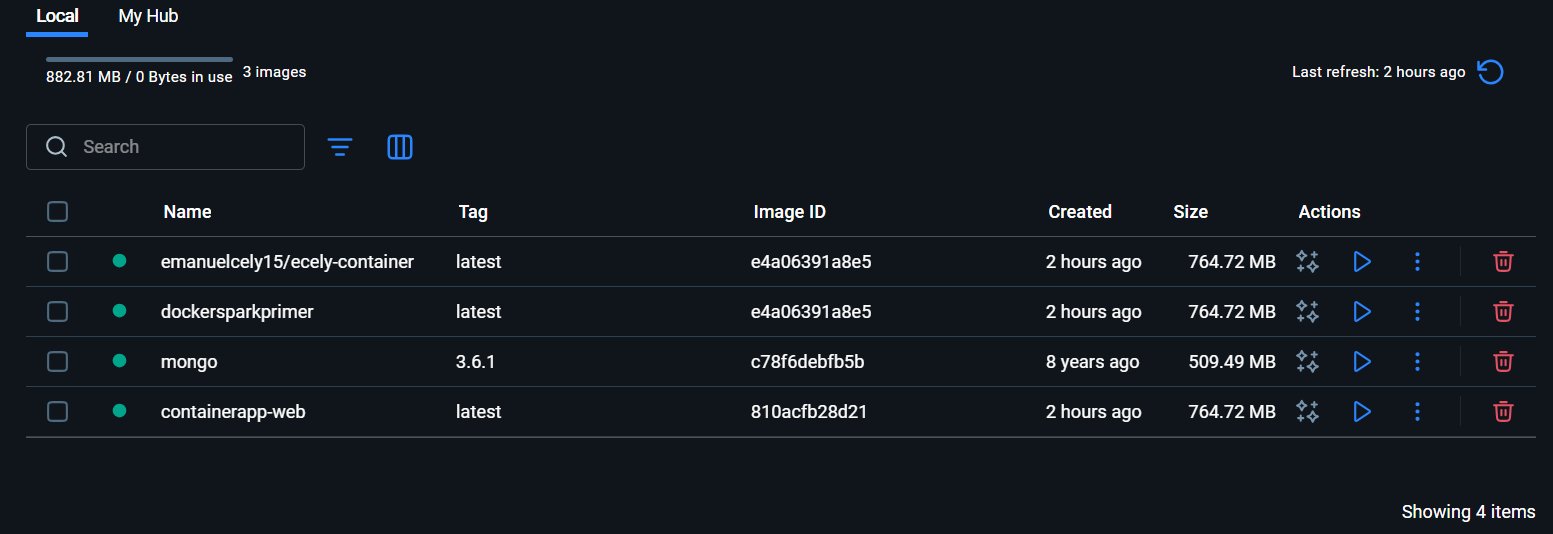 Local My Hub
882.81 MB / 0 Bytes in use 3 images Last refresh: 2 hours ago
Search
Name Tag Image ID Created Size Actions
emanuelcely15/ecely-container latest e4a06391a8e5 2 hours ago 764.72 MB
dockersparkprimer latest e4a06391a8e5 2 hours ago 764.72 MB
mongo 3.6.1 c78f6debfb5b 8 years ago 509.49 MB
containerapp-web latest 810acfb28d21 2 hours ago 764.72 MB
Showing 4 items